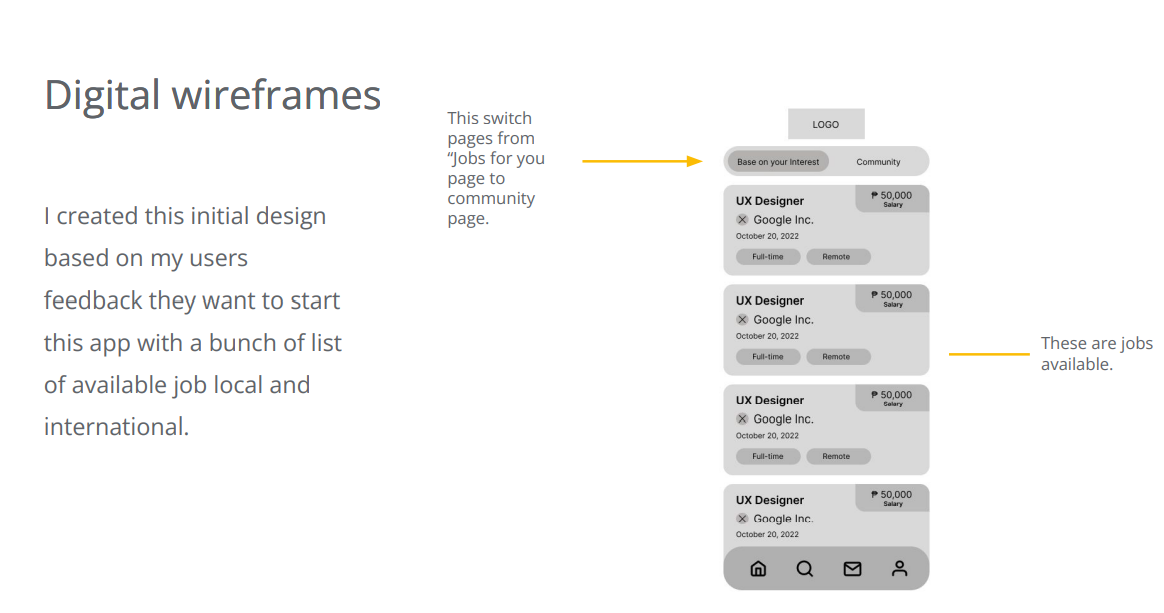 Digital wireframes
I created this initial design
based on my users
feedback they want to start
this app with a bunch of list
of available job local and
international.
This switch
pages from
“Jobs for you
page to
community
page.
LOGO
Base on your Interest
Community
UX Designer
₱ 50,000
Salary
Google Inc.
October 20, 2022
Full-time
Remote
UX Designer
₱ 50,000
Salary
Google Inc.
October 20, 2022
Full-time
Remote
UX Designer
₱ 50,000
Salary
Google Inc.
October 20, 2022
Full-time
Remote
UX Designer
₱ 50,000
Salary
Google Inc.
October 20, 2022
These are jobs
available.